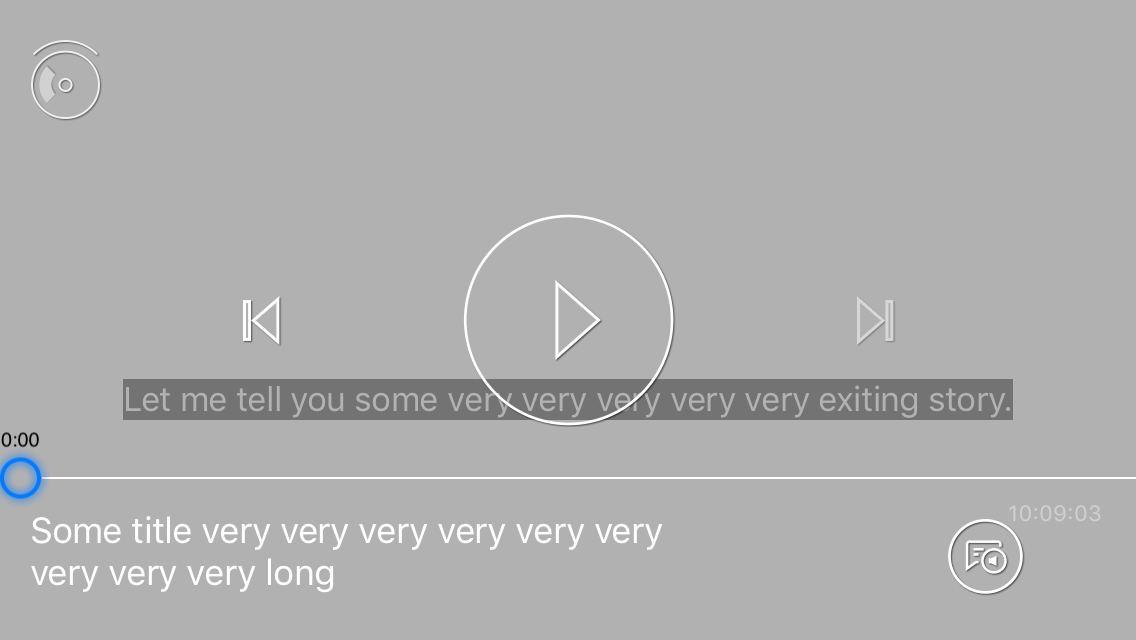 Let me tell you some very very very very very exiting story.
0:00
10:09:03
Some title very very very very very very
very very very long